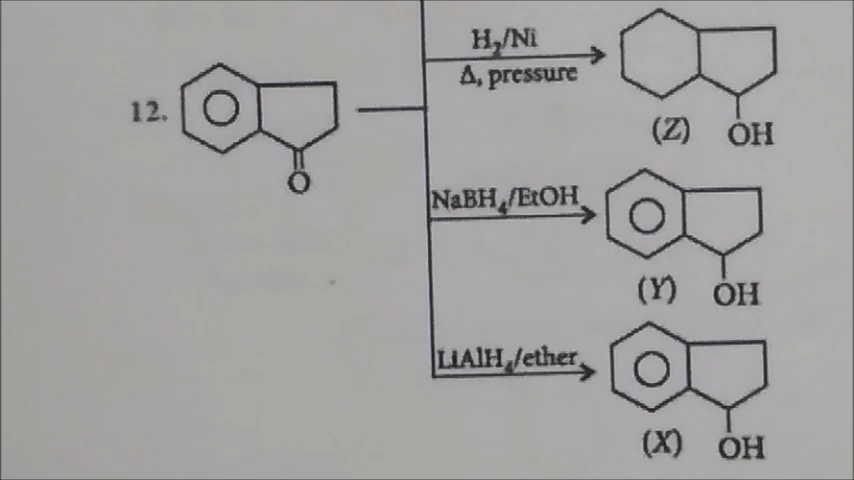 H₂/Ni
Δ, pressure
12.
O
(Z) OH
NaBH₄/EtOH
(Y) OH
LiAlH₄/ether
(X) OH